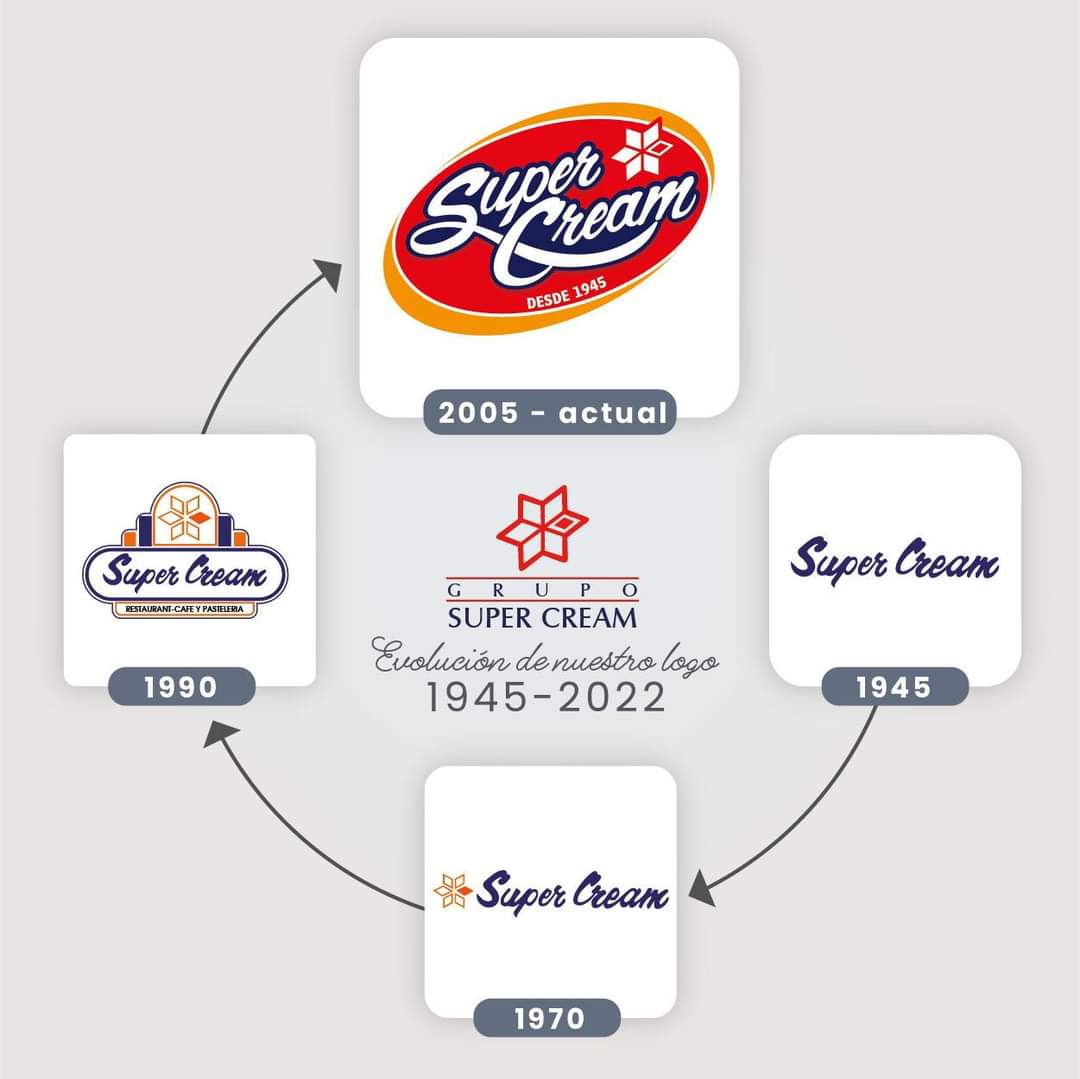 Super
Cream
DESDE 1945
2005 - actual
Super Cream
RESTAURANT-CAFE Y PASTELERIA
1990
GRUPO
SUPER CREAM
Evolución de nuestro logo
1945-2022
Super Cream
1945
Super Cream
1970